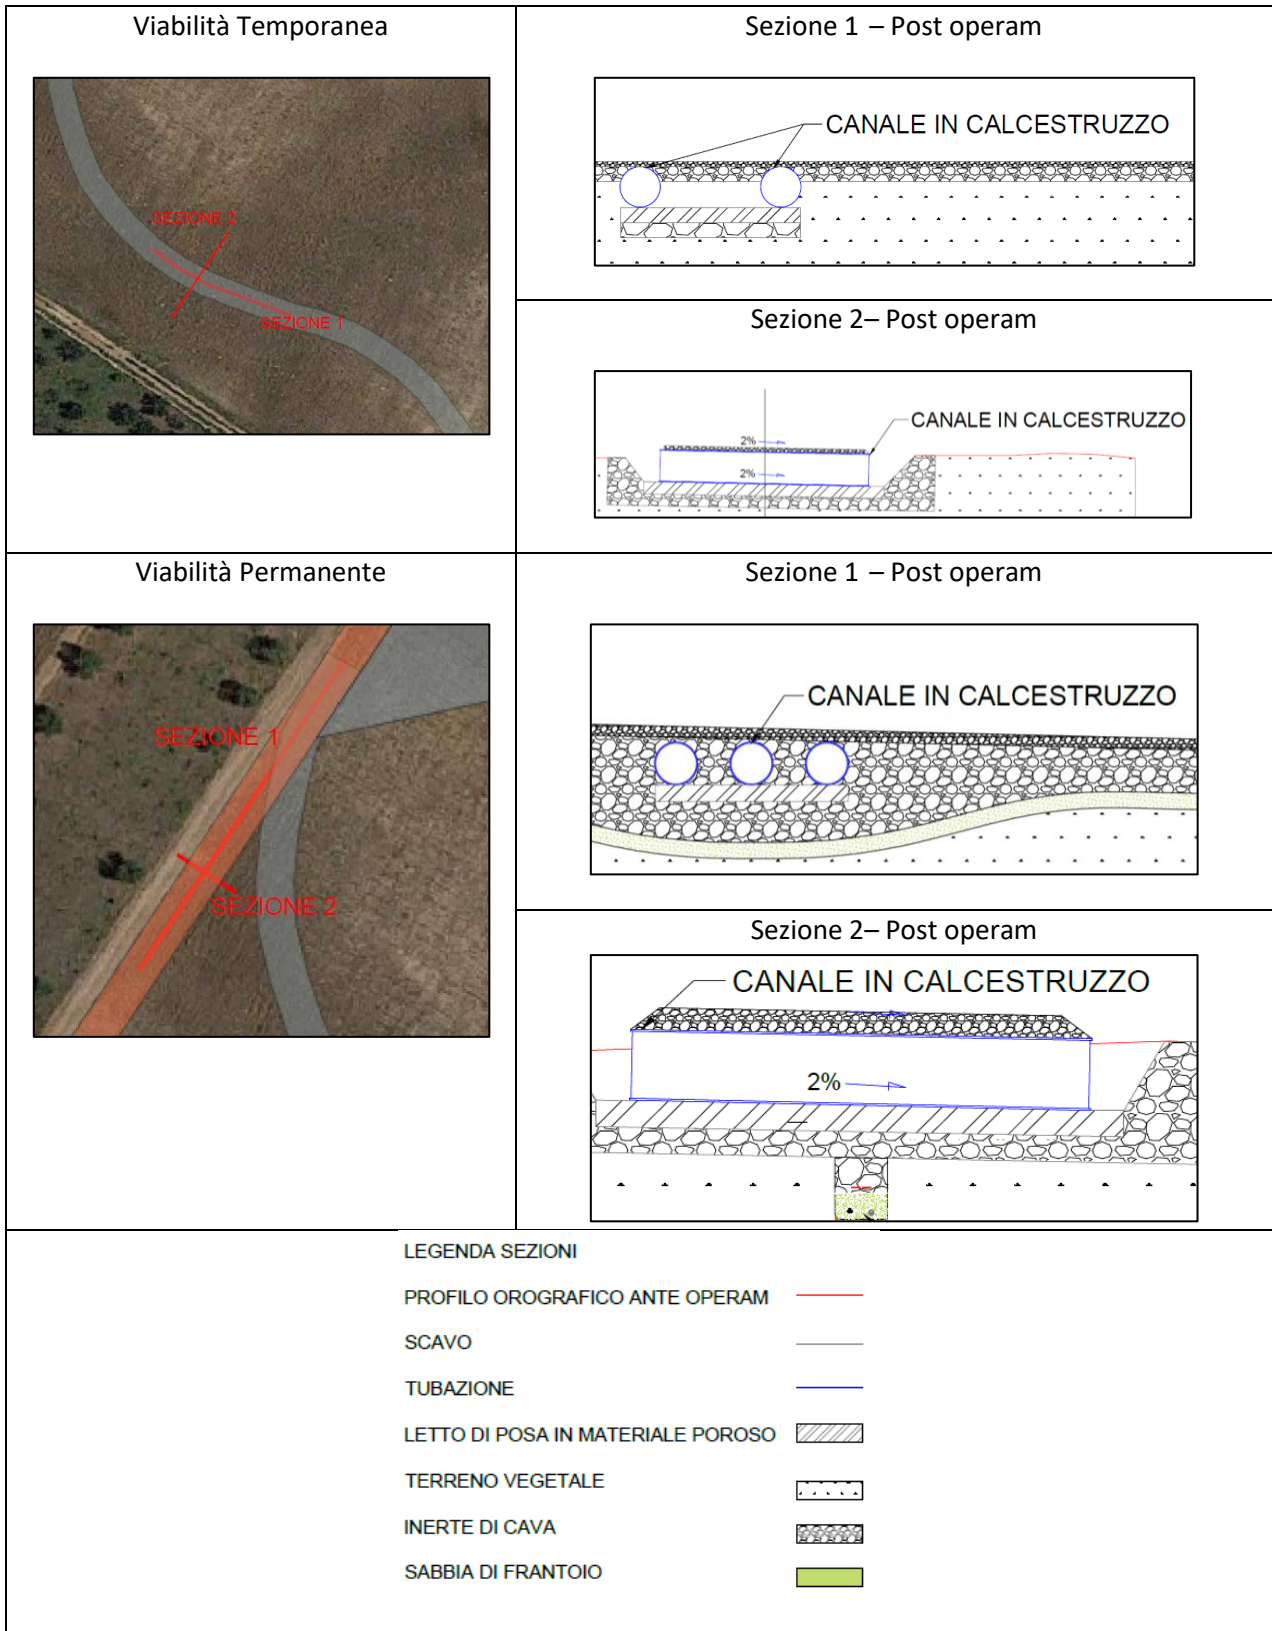 Viabilità Temporanea
SEZIONE 2
SEZIONE 1
Sezione 1 – Post operam
CANALE IN CALCESTRUZZO
Sezione 2– Post operam
CANALE IN CALCESTRUZZO
2%
2%
Viabilità Permanente
SEZIONE 1
SEZIONE 2
Sezione 1 – Post operam
CANALE IN CALCESTRUZZO
Sezione 2– Post operam
CANALE IN CALCESTRUZZO
2%
LEGENDA SEZIONI
PROFILO OROGRAFICO ANTE OPERAM
SCAVO
TUBAZIONE
LETTO DI POSA IN MATERIALE POROSO
TERRENO VEGETALE
INERTE DI CAVA
SABBIA DI FRANTOIO